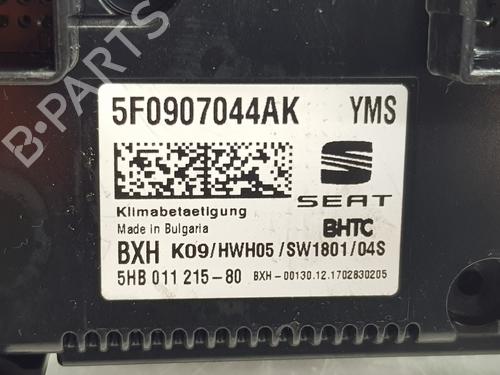 5F0907044AK YMS
SEAT
Klimabetaetigung
Made in Bulgaria
BHTC
BXH K09/HWH05/SW1801/04S
5HB 011 215-80 BXH-00130.12.1702830205